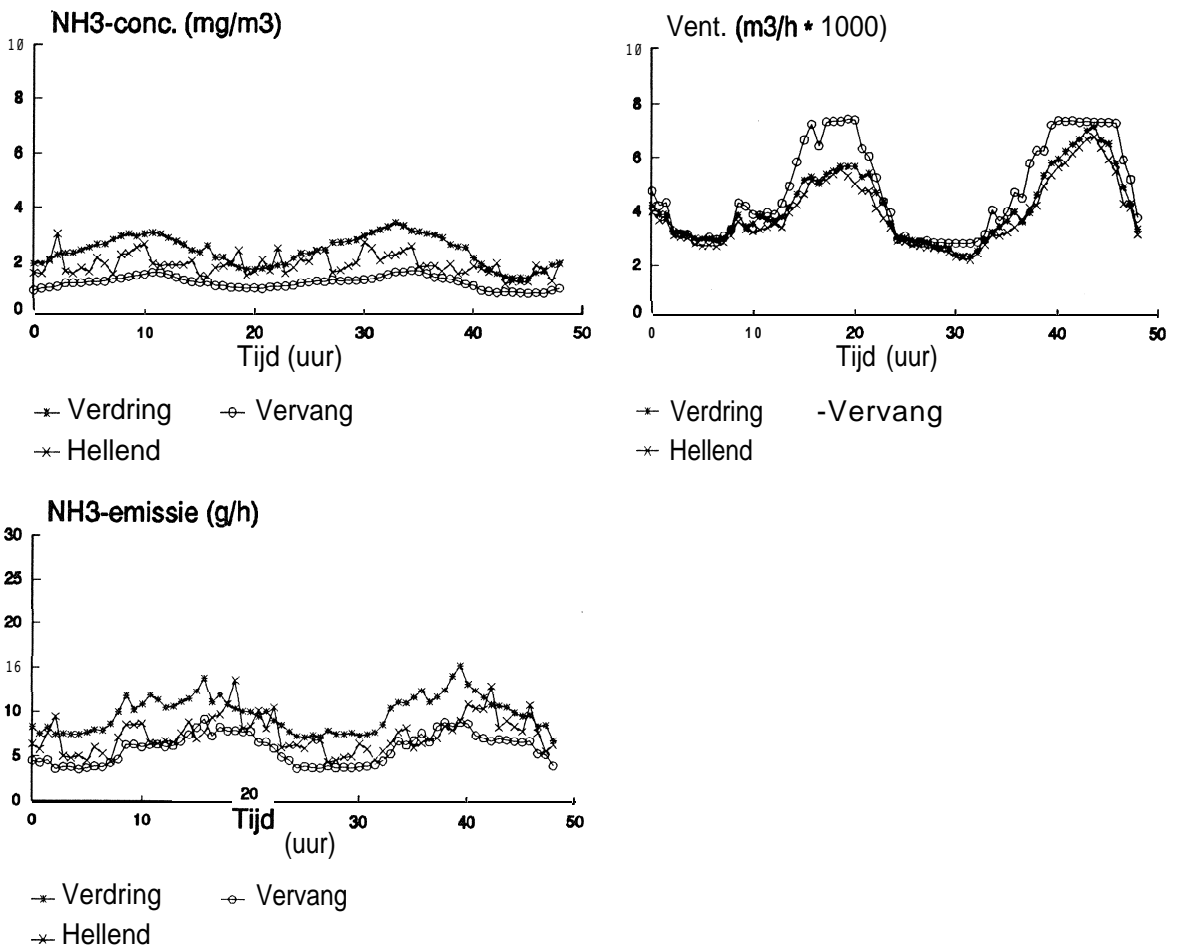 NH3-conc. (mg/m3)
10
8
6
4
2
0
0 10 20 30 40 50
Tijd (uur)
Verdring Vervang
Hellend
Vent. (m3/h * 1000)
10
8
6
4
2
0
0 10 20 30 40 50
Tijd (uur)
Verdring -Vervang
Hellend
NH3-emissie (g/h)
30
25
20
16
10
5
0
0 10 20 30 40 50
Tijd
(uur)
Verdring Vervang
Hellend